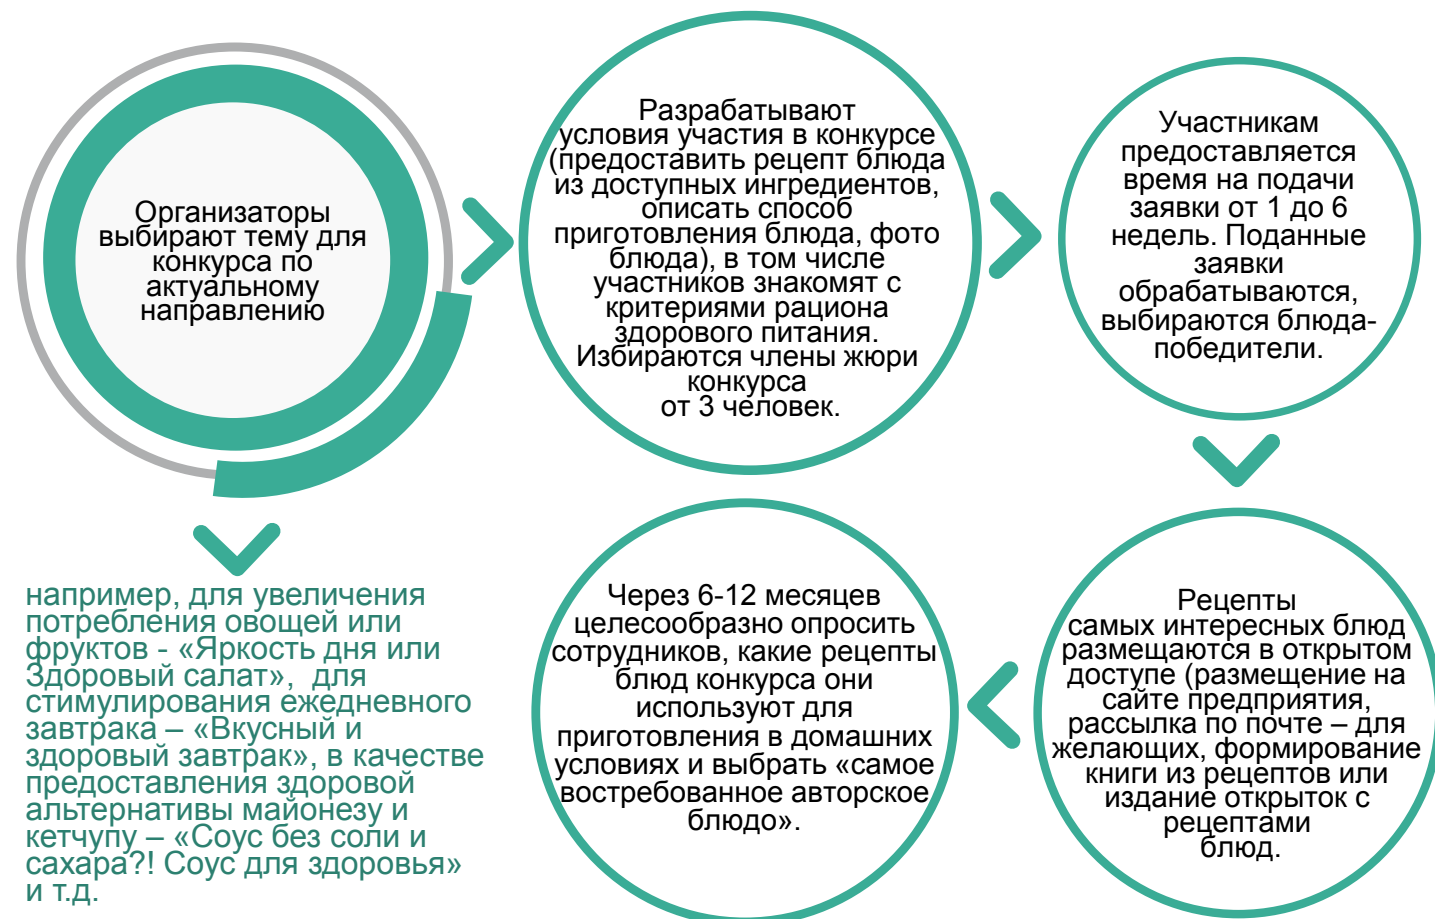 Организаторы
выбирают тему для
конкурса по
актуальному
направлению
например, для увеличения
потребления овощей или
фруктов - «Яркость дня или
Здоровый салат», для
стимулирования ежедневного
завтрака – «Вкусный и
здоровый завтрак», в качестве
предоставления здоровой
альтернативы майонезу и
кетчупу – «Соус без соли и
сахара?! Соус для здоровья»
и т.д.
Разрабатывают
условия участия в конкурсе
(предоставить рецепт блюда
из доступных ингредиентов,
описать способ
приготовления блюда, фото
блюда), в том числе
участников знакомят с
критериями рациона
здорового питания.
Избираются члены жюри
конкурса
от 3 человек.
Участникам
предоставляется
время на подачи
заявки от 1 до 6
недель. Поданные
заявки
обрабатываются,
выбираются блюда-
победители.
Рецепты
самых интересных блюд
размещаются в открытом
доступе (размещение на
сайте предприятия,
рассылка по почте – для
желающих, формирование
книги из рецептов или
издание открыток с
рецептами
блюд.
Через 6-12 месяцев
целесообразно опросить
сотрудников, какие рецепты
блюд конкурса они
используют для
приготовления в домашних
условиях и выбрать «самое
востребованное авторское
блюдо».